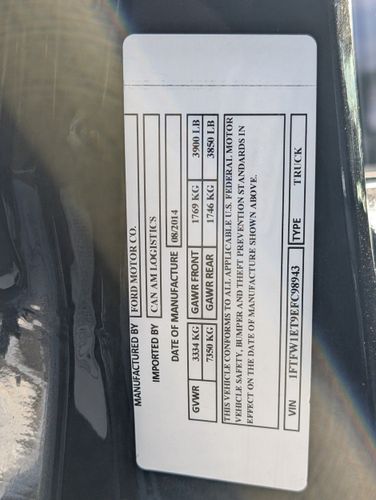 MANUFACTURED BY FORD MOTOR CO.
IMPORTED BY CAN AM LOGISTICS
DATE OF MANUFACTURE 08/2014
GVWR 3334 KG GAWR FRONT 1769 KG 3900 LB
7350 KG GAWR REAR 1746 KG 3850 LB
THIS VEHICLE CONFORMS TO ALL APPLICABLE U.S. FEDERAL MOTOR
VEHICLE SAFETY, BUMPER AND THEFT PREVENTION STANDARDS IN
EFFECT ON THE DATE OF MANUFACTURE SHOWN ABOVE.
VIN 1FTFW1ET9EFC98943 TYPE TRUCK